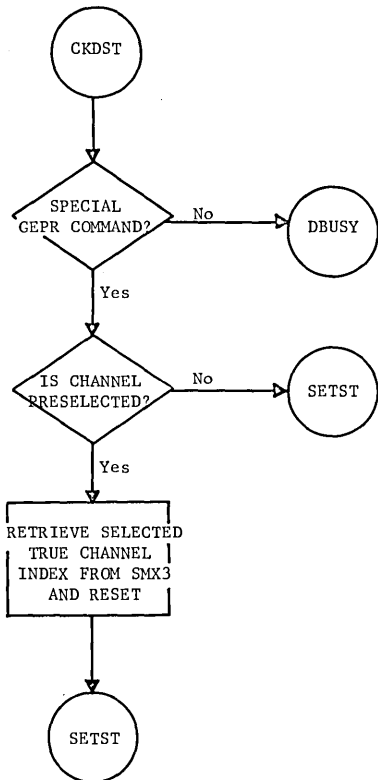 CKDST
SPECIAL
GEPR COMMAND?
No
DBUSY
Yes
IS CHANNEL
PRESELECTED?
No
SETST
Yes
RETRIEVE SELECTED
TRUE CHANNEL
INDEX FROM SMX3
AND RESET
SETST